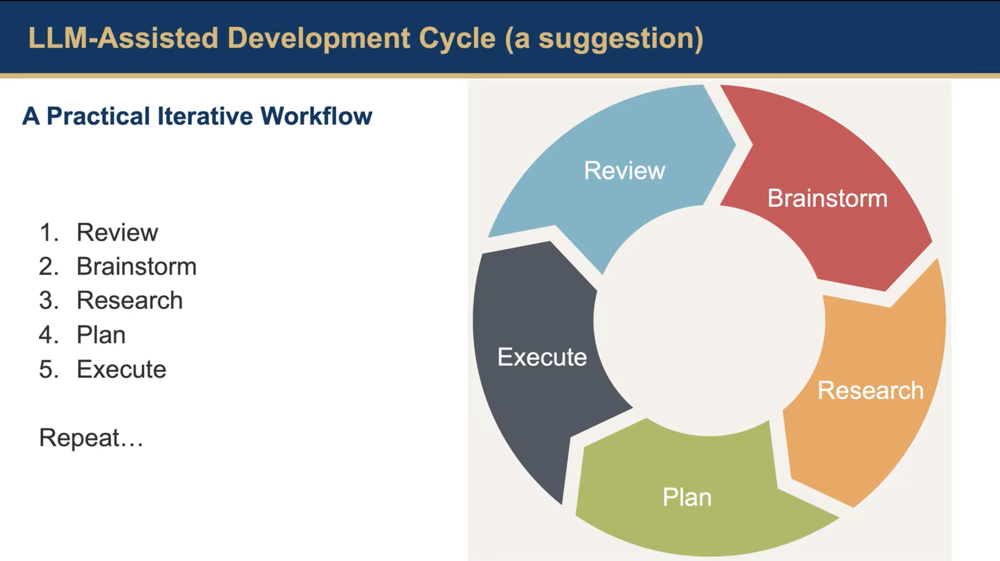 LLM-Assisted Development Cycle (a suggestion)
A Practical Iterative Workflow
1. Review
2. Brainstorm
3. Research
4. Plan
5. Execute
Repeat…
Review
Brainstorm
Research
Plan
Execute